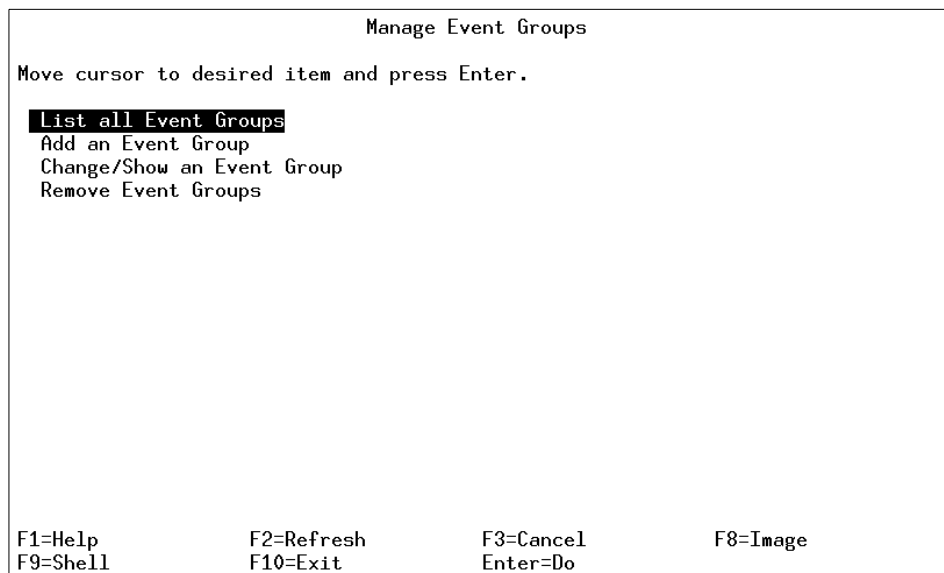 Manage Event Groups
Move cursor to desired item and press Enter.
List all Event Groups
Add an Event Group
Change/Show an Event Group
Remove Event Groups
F1=Help F2=Refresh F3=Cancel F8=Image
F9=Shell F10=Exit Enter=Do